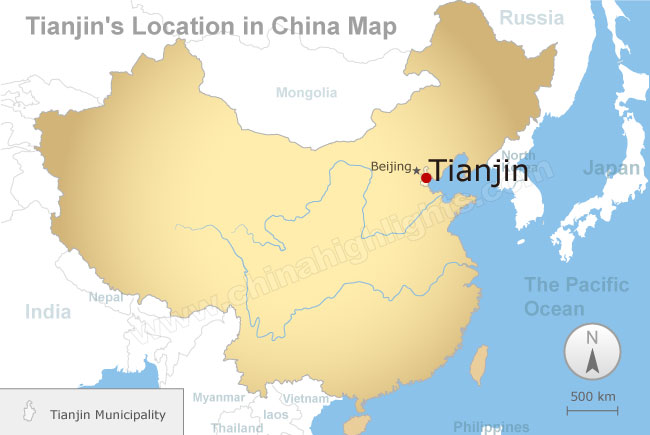 Tianjin's Location in China Map
Russia
Mongolia
Beijing
Tianjin
North
Japan
www.chinahighlights.com
The Pacific
Ocean
Nepal
India
N
500 km
Myanmar
Vietnam
laos
Thailand
Philippines
Tianjin Municipality